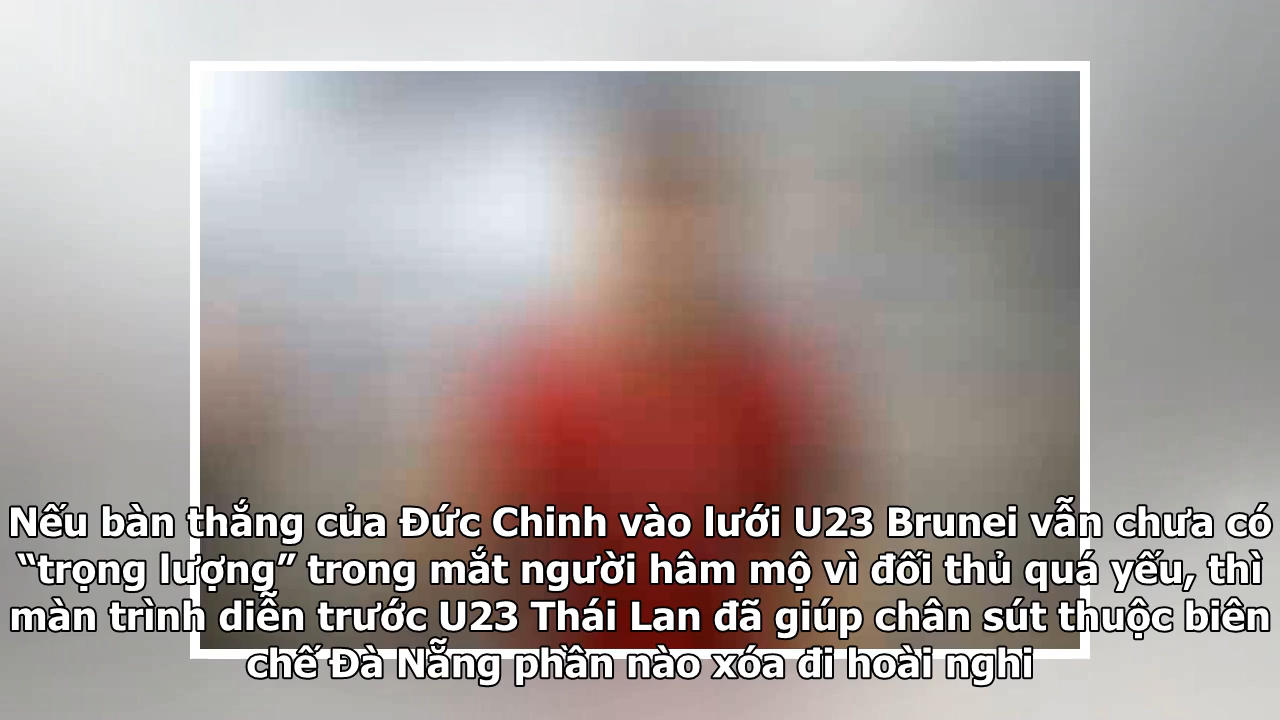 Nếu bàn thắng của Đức Chinh vào lưới U23 Brunei vẫn chưa có
“trọng lượng” trong mắt người hâm mộ vì đối thủ quá yếu, thì
màn trình diễn trước U23 Thái Lan đã giúp chân sút thuộc biên
chế Đà Nẵng phần nào xóa đi hoài nghi